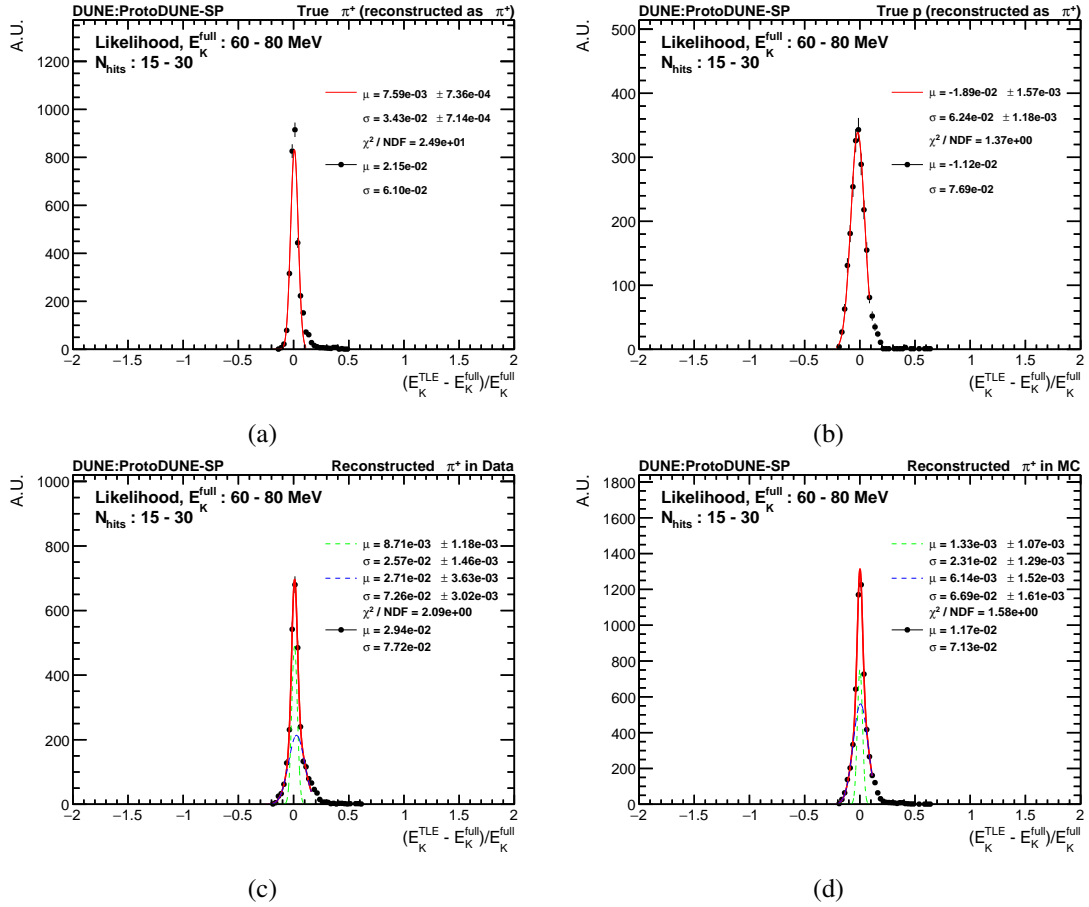 DUNE:ProtoDUNE-SP True π⁺ (reconstructed as π⁺)
A.U.
Likelihood, E_K^full : 60 - 80 MeV
N_hits : 15 - 30
μ = 7.59e-03 ± 7.36e-04
σ = 3.43e-02 ± 7.14e-04
χ² / NDF = 2.49e+01
μ = 2.15e-02
σ = 6.10e-02
1200
1000
800
600
400
200
0
−2 −1.5 −1 −0.5 0 0.5 1 1.5 2
(E_K^TLE - E_K^full)/E_K^full
(a)
DUNE:ProtoDUNE-SP True p (reconstructed as π⁺)
A.U.
Likelihood, E_K^full : 60 - 80 MeV
N_hits : 15 - 30
μ = -1.89e-02 ± 1.57e-03
σ = 6.24e-02 ± 1.18e-03
χ² / NDF = 1.37e+00
μ = -1.12e-02
σ = 7.69e-02
500
400
300
200
100
0
−2 −1.5 −1 −0.5 0 0.5 1 1.5 2
(E_K^TLE - E_K^full)/E_K^full
(b)
DUNE:ProtoDUNE-SP Reconstructed π⁺ in Data
A.U.
Likelihood, E_K^full : 60 - 80 MeV
N_hits : 15 - 30
μ = 8.71e-03 ± 1.18e-03
σ = 2.57e-02 ± 1.46e-03
μ = 2.71e-02 ± 3.63e-03
σ = 7.26e-02 ± 3.02e-03
χ² / NDF = 2.09e+00
μ = 2.94e-02
σ = 7.72e-02
1000
800
600
400
200
0
−2 −1.5 −1 −0.5 0 0.5 1 1.5 2
(E_K^TLE - E_K^full)/E_K^full
(c)
DUNE:ProtoDUNE-SP Reconstructed π⁺ in MC
A.U.
Likelihood, E_K^full : 60 - 80 MeV
N_hits : 15 - 30
μ = 1.33e-03 ± 1.07e-03
σ = 2.31e-02 ± 1.29e-03
μ = 6.14e-03 ± 1.52e-03
σ = 6.69e-02 ± 1.61e-03
χ² / NDF = 1.58e+00
μ = 1.17e-02
σ = 7.13e-02
1800
1600
1400
1200
1000
800
600
400
200
0
−2 −1.5 −1 −0.5 0 0.5 1 1.5 2
(E_K^TLE - E_K^full)/E_K^full
(d)